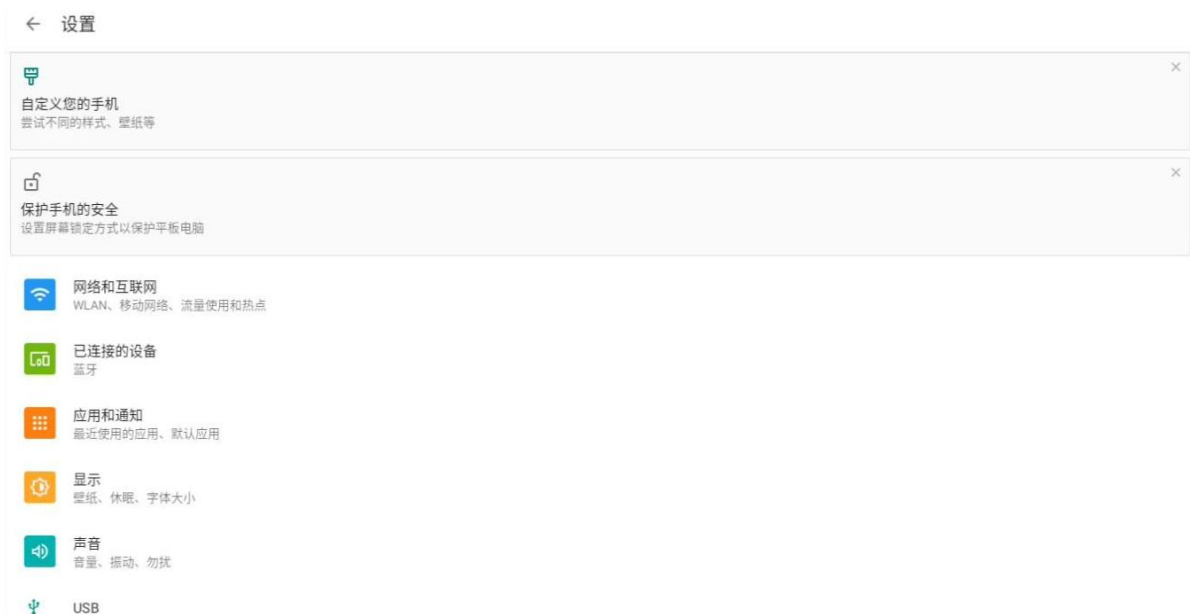 设置
自定义您的手机
尝试不同的样式、壁纸等
保护手机的安全
设置屏幕锁定方式以保护平板电脑
网络和互联网
WLAN、移动网络、流量使用和热点
已连接的设备
蓝牙
应用和通知
最近使用的应用、默认应用
显示
壁纸、休眠、字体大小
声音
音量、振动、勿扰
USB